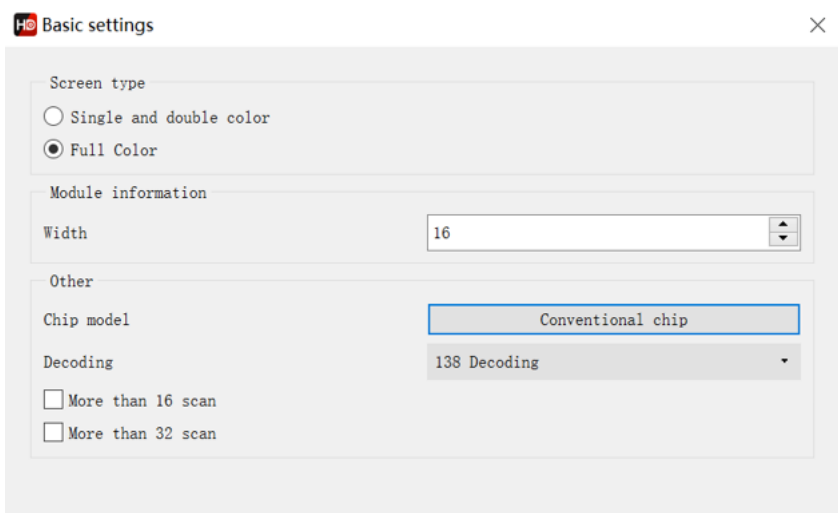 HD Basic settings
Screen type
Single and double color
Full Color
Module information
Width 16
Other
Chip model Conventional chip
Decoding 138 Decoding
More than 16 scan
More than 32 scan